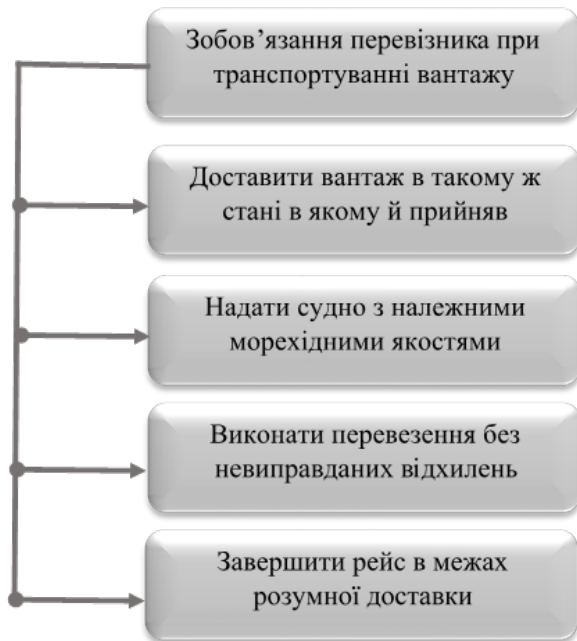 Зобов’язання перевізника при
транспортуванні вантажу
Доставити вантаж в такому ж
стані в якому й прийняв
Надати судно з належними
морехідними якостями
Виконати перевезення без
невиправданих відхилень
Завершити рейс в межах
розумної доставки